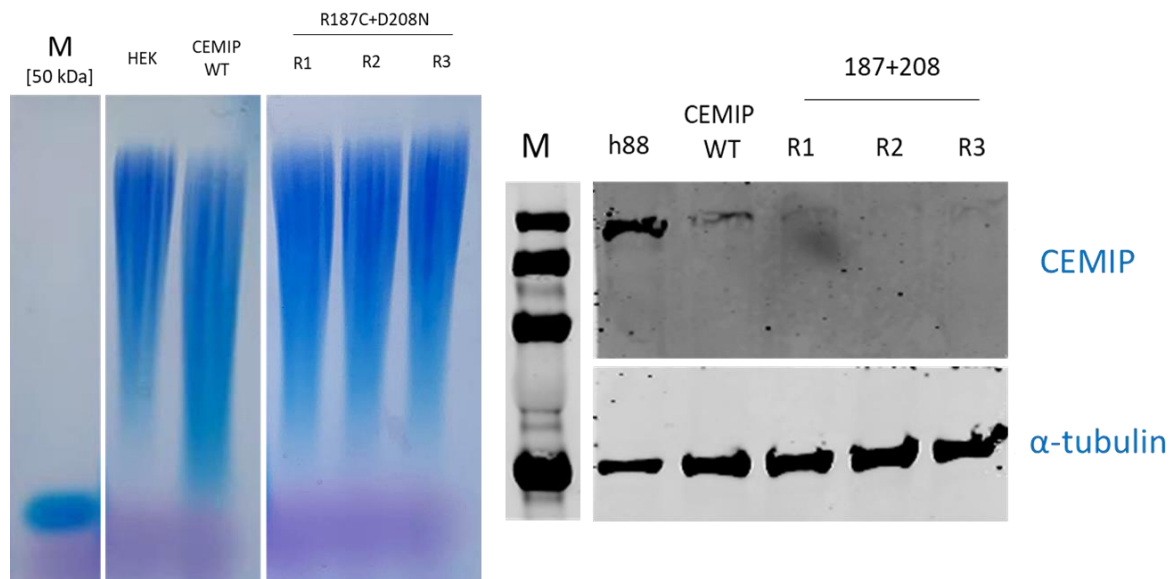 M
[50 kDa]
HEK
CEMIP
WT
R187C+D208N
R1
R2
R3
M
h88
CEMIP
WT
187+208
R1
R2
R3
CEMIP
α-tubulin